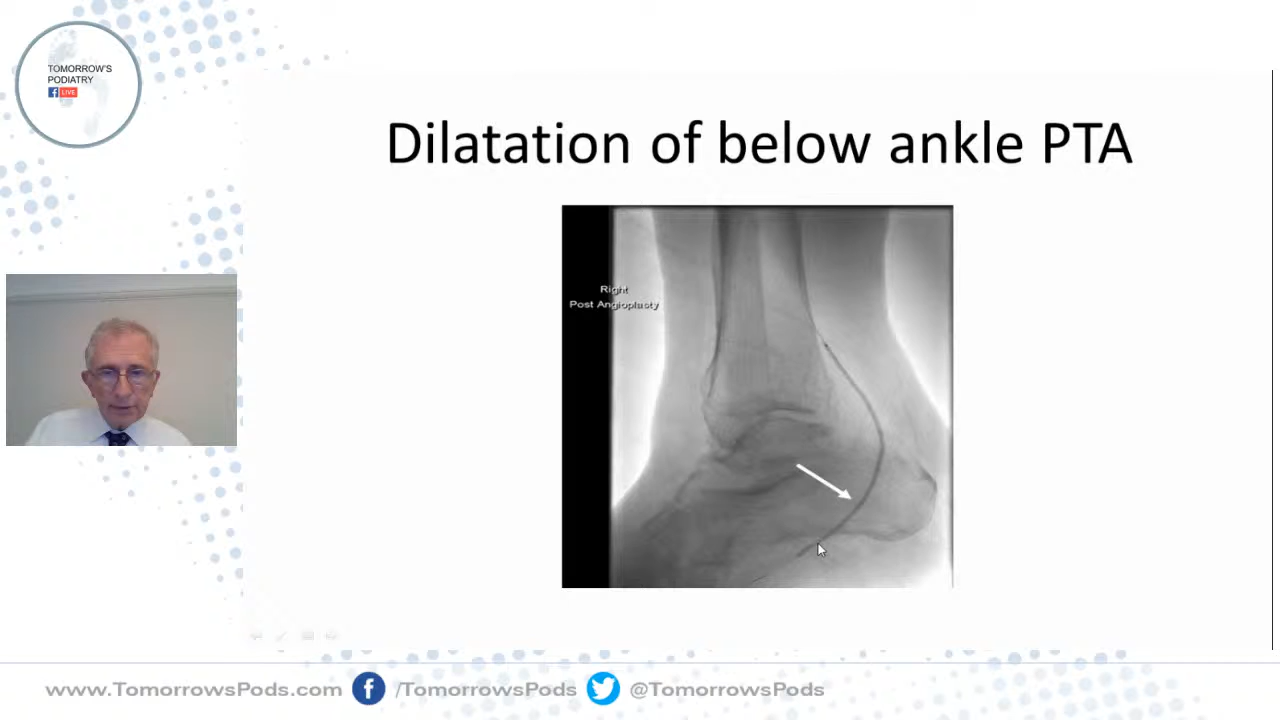 TOMORROW'S
PODIATRY
LIVE
Dilatation of below ankle PTA
Right
Post Angioplasty
www.TomorrowsPods.com /TomorrowsPods @TomorrowsPods